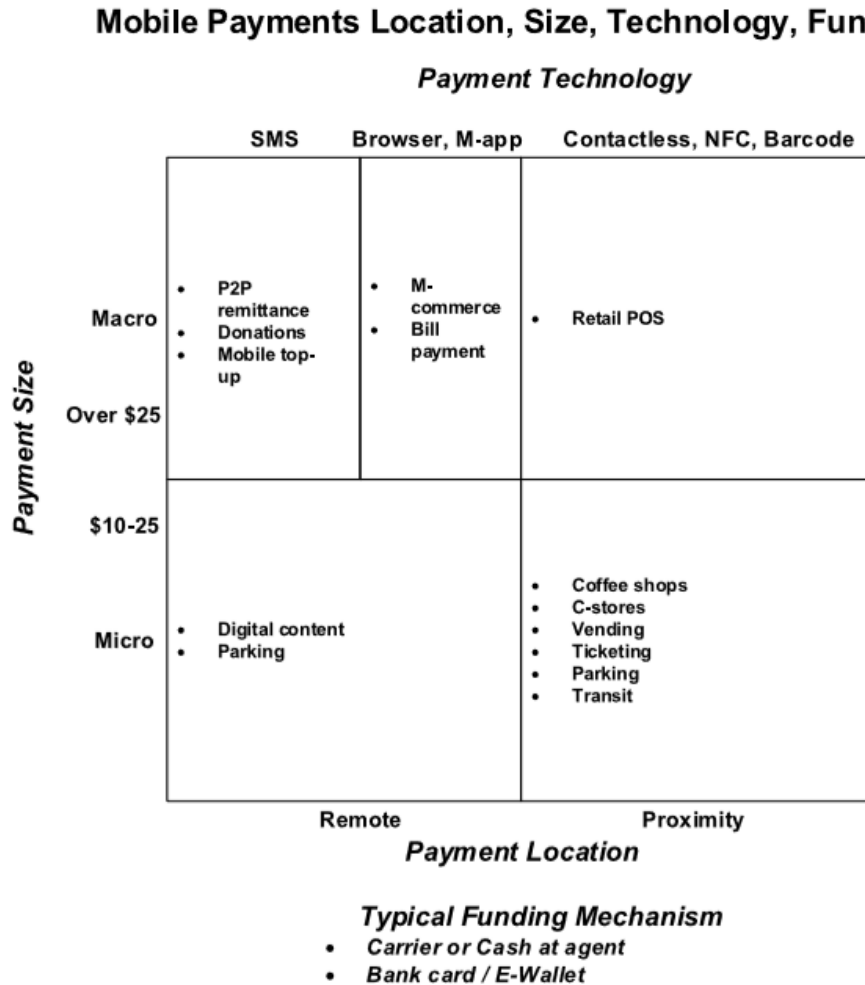 Mobile Payments Location, Size, Technology, Fun
Payment Technology
SMS Browser, M-app Contactless, NFC, Barcode
Payment Size
Macro
Over $25
• P2P
remittance
• Donations
• Mobile top-
up
• M-
commerce
• Bill
payment
• Retail POS
$10-25
Micro
• Digital content
• Parking
• Coffee shops
• C-stores
• Vending
• Ticketing
• Parking
• Transit
Remote Proximity
Payment Location
Typical Funding Mechanism
• Carrier or Cash at agent
• Bank card / E-Wallet